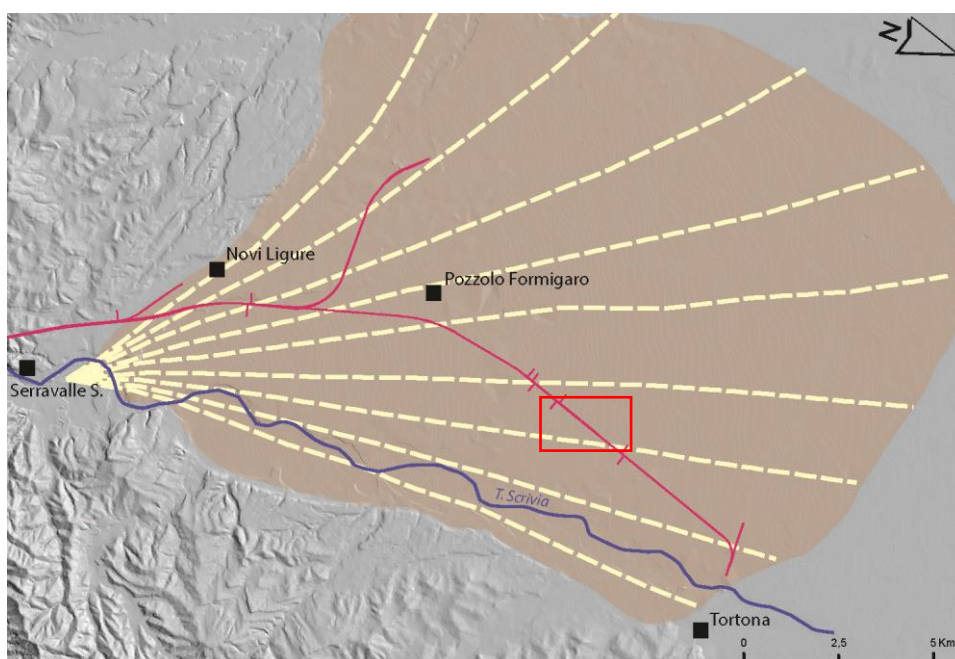 N
Novi Ligure
Pozzolo Formigaro
Serravalle S.
T. Scrivia
Tortona
0 2,5 5 Km